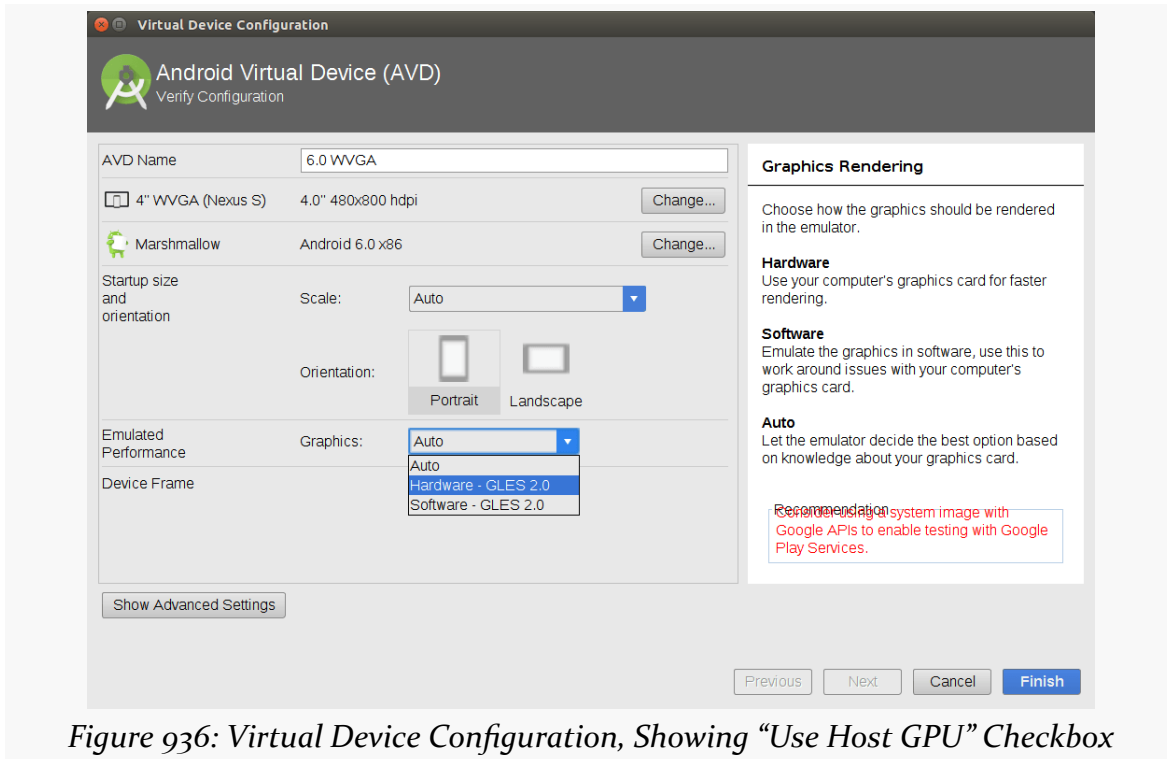 Virtual Device Configuration
Android Virtual Device (AVD)
Verify Configuration
AVD Name
6.0 WVGA
4" WVGA (Nexus S)
4.0" 480x800 hdpi
Change...
Marshmallow
Android 6.0 x86
Change...
Startup size
and
orientation
Scale:
Auto
Orientation:
Portrait
Landscape
Emulated
Performance
Graphics:
Auto
Auto
Hardware - GLES 2.0
Software - GLES 2.0
Device Frame
Show Advanced Settings
Graphics Rendering
Choose how the graphics should be rendered
in the emulator.
Hardware
Use your computer's graphics card for faster
rendering.
Software
Emulate the graphics in software, use this to
work around issues with your computer's
graphics card.
Auto
Let the emulator decide the best option based
on knowledge about your graphics card.
Recommendation
Consider using a system image with
Google APIs to enable testing with Google
Play Services.
Previous
Next
Cancel
Finish
Figure 936: Virtual Device Configuration, Showing “Use Host GPU” Checkbox